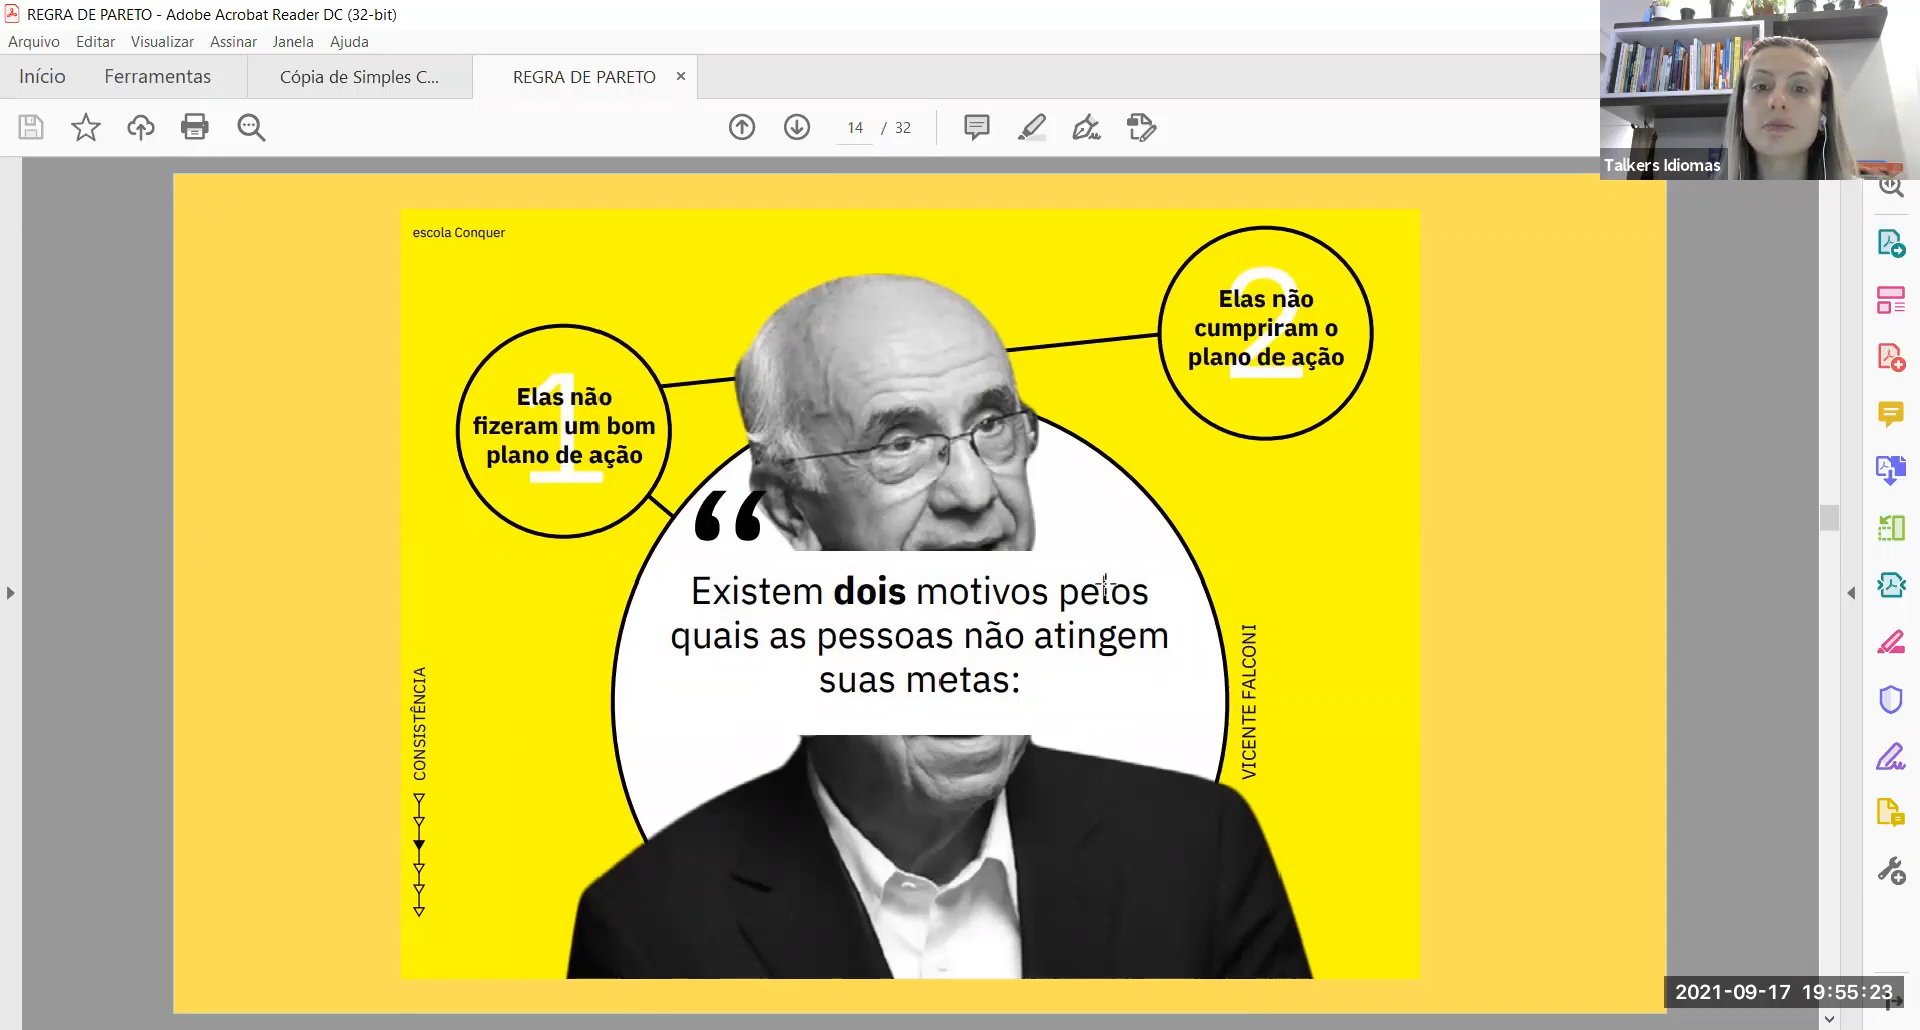 REGRA DE PARETO - Adobe Acrobat Reader DC (32-bit)
Arquivo Editar Visualizar Assinar Janela Ajuda
Início Ferramentas Cópia de Simples C... REGRA DE PARETO ×
14 / 32
Talkers Idiomas
escola Conquer
1
Elas não
fizeram um bom
plano de ação
2
Elas não
cumpriram o
plano de ação
“
Existem dois motivos pelos
quais as pessoas não atingem
suas metas:
CONSISTÊNCIA
VICENTE FALCONI
2021-09-17 19:55:23